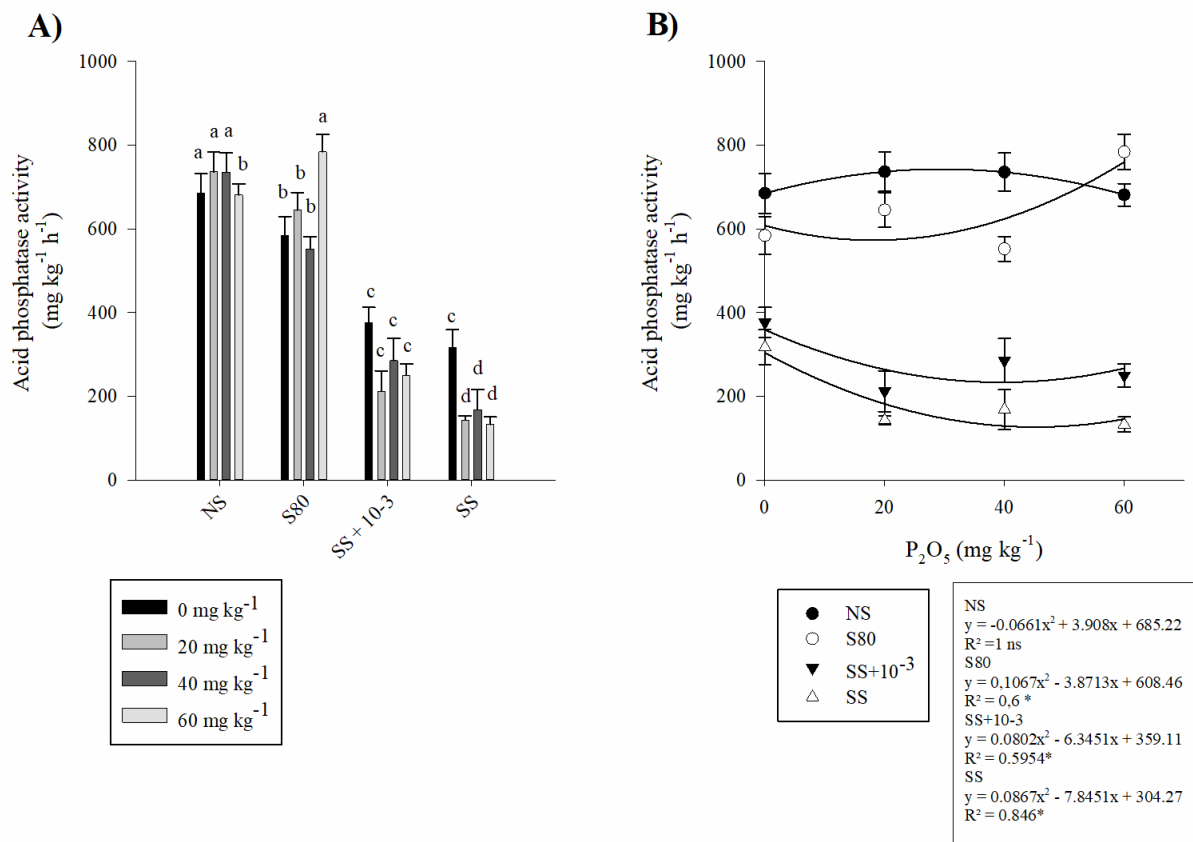 A)
Acid phosphatase activity
(mg kg⁻¹ h⁻¹)
1000
800
600
400
200
0
a
a
a
b
b
b
b
a
c
c
c
c
c
d
d
d
NS
S80
SS + 10-3
SS
0 mg kg⁻¹
20 mg kg⁻¹
40 mg kg⁻¹
60 mg kg⁻¹
B)
Acid phosphatase activity
(mg kg⁻¹ h⁻¹)
1000
800
600
400
200
0
0
20
40
60
P₂O₅ (mg kg⁻¹)
NS
S80
SS+10⁻³
SS
NS
y = -0.0661x² + 3.908x + 685.22
R² =1 ns
S80
y = 0,1067x² - 3.8713x + 608.46
R² = 0,6 *
SS+10-3
y = 0.0802x² - 6.3451x + 359.11
R² = 0.5954*
SS
y = 0.0867x² - 7.8451x + 304.27
R² = 0.846*